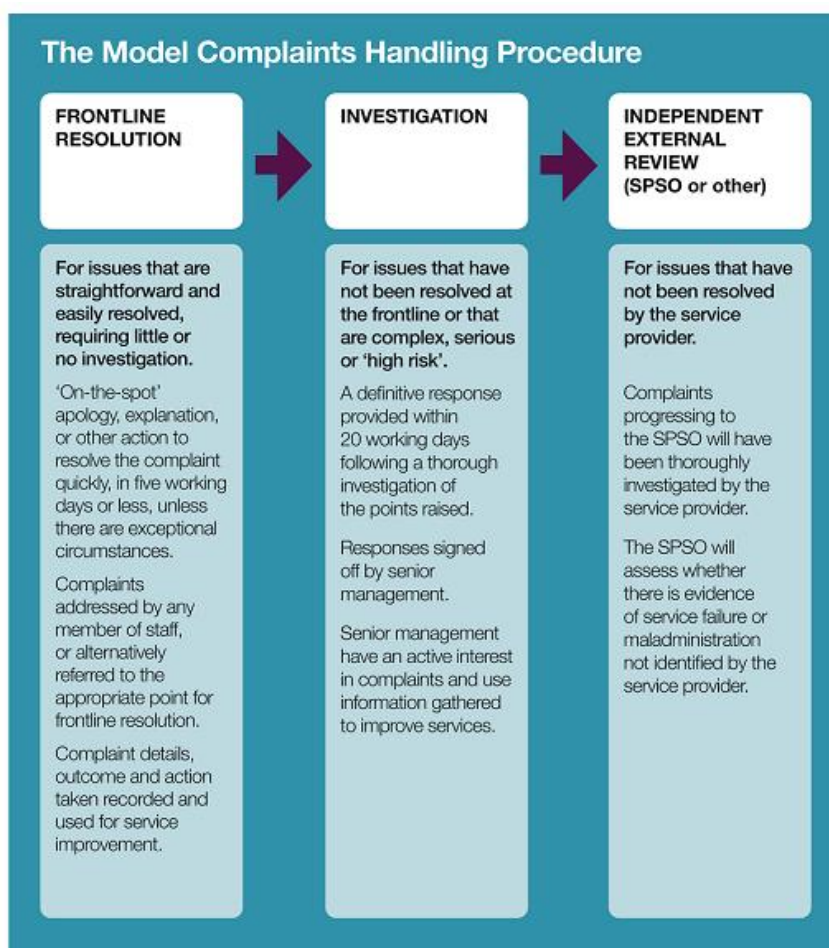 The Model Complaints Handling Procedure
FRONTLINE
RESOLUTION
For issues that are
straightforward and
easily resolved,
requiring little or
no investigation.
‘On-the-spot’
apology, explanation,
or other action to
resolve the complaint
quickly, in five working
days or less, unless
there are exceptional
circumstances.
Complaints
addressed by any
member of staff,
or alternatively
referred to the
appropriate point for
frontline resolution.
Complaint details,
outcome and action
taken recorded and
used for service
improvement.
INVESTIGATION
For issues that have
not been resolved at
the frontline or that
are complex, serious
or ‘high risk’.
A definitive response
provided within
20 working days
following a thorough
investigation of
the points raised.
Responses signed
off by senior
management.
Senior management
have an active interest
in complaints and use
information gathered
to improve services.
INDEPENDENT
EXTERNAL
REVIEW
(SPSO or other)
For issues that have
not been resolved
by the service
provider.
Complaints
progressing to
the SPSO will have
been thoroughly
investigated by the
service provider.
The SPSO will
assess whether
there is evidence
of service failure or
maladministration
not identified by the
service provider.